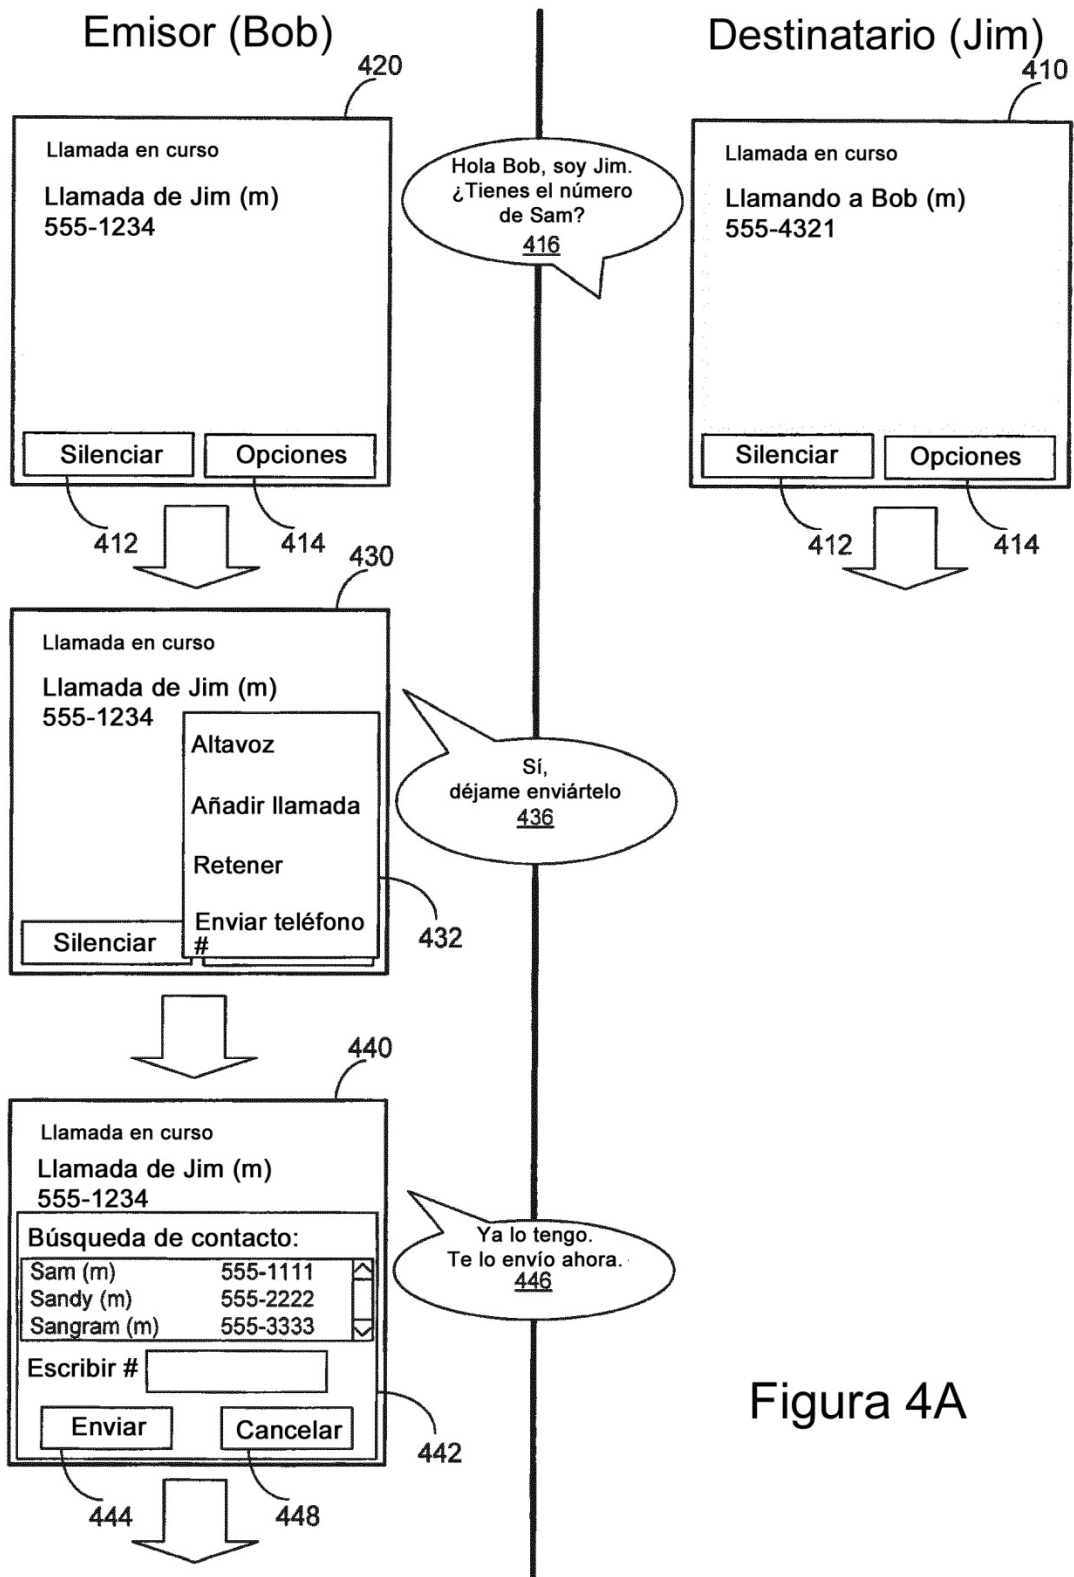 Emisor (Bob)
Destinatario (Jim)
420
410
Llamada en curso
Llamada de Jim (m)
555-1234
Silenciar
Opciones
412
414
Hola Bob, soy Jim.
¿Tienes el número
de Sam?
416
Llamada en curso
Llamando a Bob (m)
555-4321
Silenciar
Opciones
412
414
430
Llamada en curso
Llamada de Jim (m)
555-1234
Altavoz
Añadir llamada
Retener
Enviar teléfono
#
Silenciar
432
Sí,
déjame enviártelo
436
440
Llamada en curso
Llamada de Jim (m)
555-1234
Búsqueda de contacto:
Sam (m) 555-1111
Sandy (m) 555-2222
Sangram (m) 555-3333
Escribir #
Enviar
Cancelar
442
444
448
Ya lo tengo.
Te lo envío ahora.
446
Figura 4A